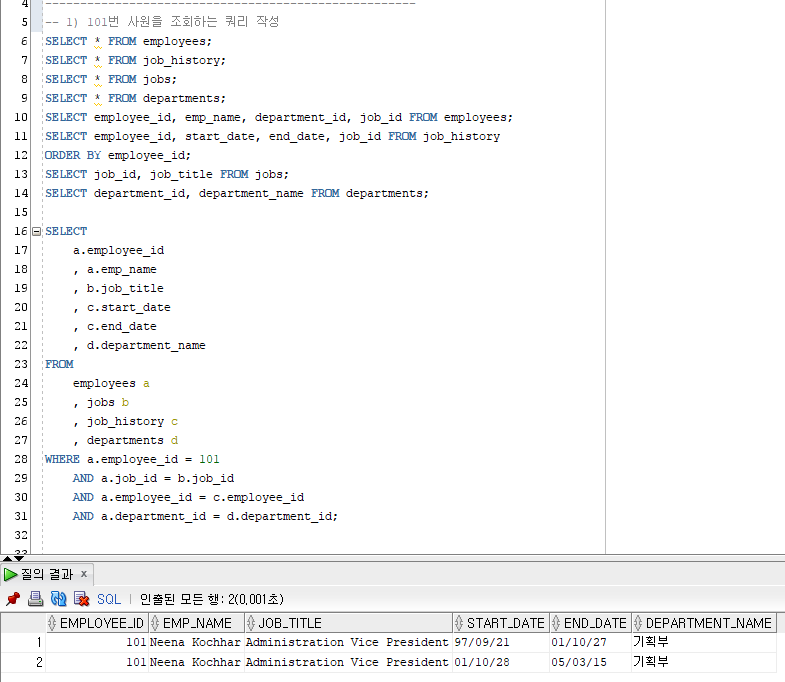 4 -----------------------------------------------------
5 -- 1) 101번 사원을 조회하는 쿼리 작성
6 SELECT * FROM employees;
7 SELECT * FROM job_history;
8 SELECT * FROM jobs;
9 SELECT * FROM departments;
10 SELECT employee_id, emp_name, department_id, job_id FROM employees;
11 SELECT employee_id, start_date, end_date, job_id FROM job_history
12 ORDER BY employee_id;
13 SELECT job_id, job_title FROM jobs;
14 SELECT department_id, department_name FROM departments;
15
16 SELECT
17 a.employee_id
18 , a.emp_name
19 , b.job_title
20 , c.start_date
21 , c.end_date
22 , d.department_name
23 FROM
24 employees a
25 , jobs b
26 , job_history c
27 , departments d
28 WHERE a.employee_id = 101
29 AND a.job_id = b.job_id
30 AND a.employee_id = c.employee_id
31 AND a.department_id = d.department_id;
32
33
질의 결과 x
SQL | 인출된 모든 행: 2(0.001초)
EMPLOYEE_ID EMP_NAME JOB_TITLE START_DATE END_DATE DEPARTMENT_NAME
1 101 Neena Kochhar Administration Vice President 97/09/21 01/10/27 기획부
2 101 Neena Kochhar Administration Vice President 01/10/28 05/03/15 기획부